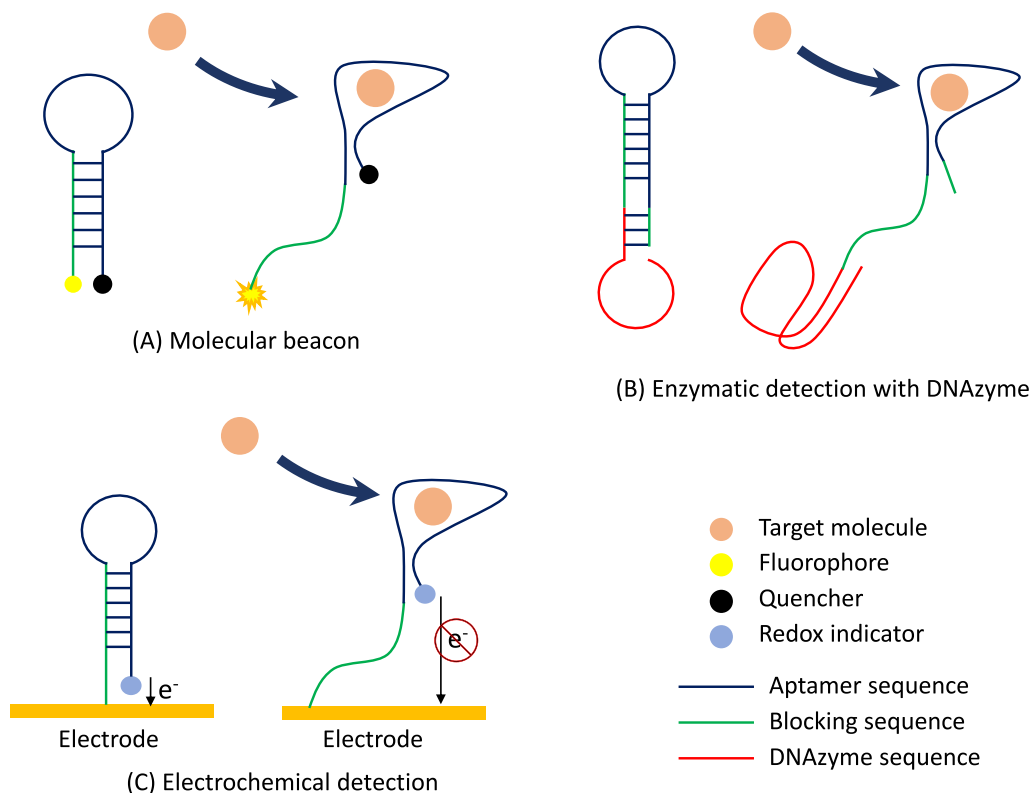 (A) Molecular beacon
(B) Enzymatic detection with DNAzyme
e-
e-
Electrode
Electrode
(C) Electrochemical detection
Target molecule
Fluorophore
Quencher
Redox indicator
Aptamer sequence
Blocking sequence
DNAzyme sequence